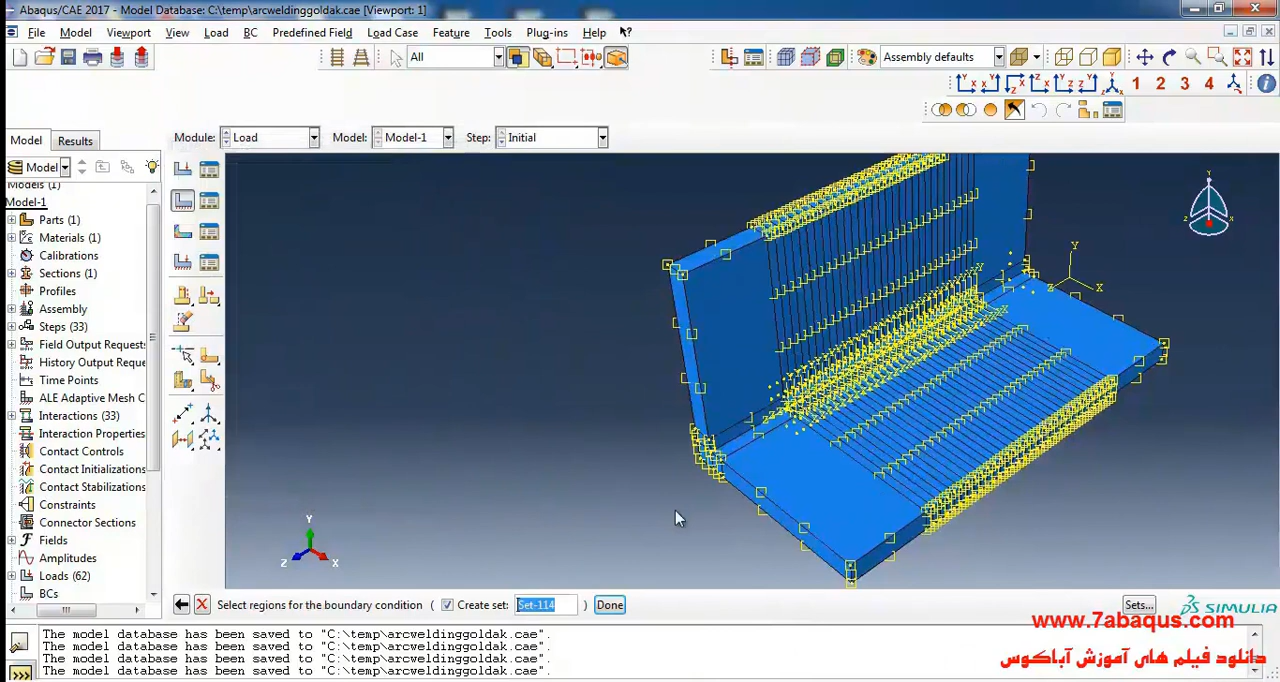 Abaqus/CAE 2017 - Model Database: C:\temp\arcweldinggoldak.cae [Viewport: 1]
File Model Viewport View Load BC Predefined Field Load Case Feature Tools Plug-ins Help
All
Assembly defaults
1 2 3 4
Model Results
Module: Load Model: Model-1 Step: Initial
Model
Models (1)
Model-1
Parts (1)
Materials (1)
Calibrations
Sections (1)
Profiles
Assembly
Steps (33)
Field Output Requests
History Output Reque
Time Points
ALE Adaptive Mesh C
Interactions (33)
Interaction Properties
Contact Controls
Contact Initializations
Contact Stabilizations
Constraints
Connector Sections
Fields
Amplitudes
Loads (62)
BCs
Y
Z X
Y
Z X
Y
Z X
Select regions for the boundary condition ( Create set: Set-114 ) Done
Sets...
SIMULIA
www.7abaqus.com
دانلود فیلم های آموزش آباکوس
The model database has been saved to "C:\temp\arcweldinggoldak.cae".
The model database has been saved to "C:\temp\arcweldinggoldak.cae".
The model database has been saved to "C:\temp\arcweldinggoldak.cae".
The model database has been saved to "C:\temp\arcweldinggoldak.cae".
>>>